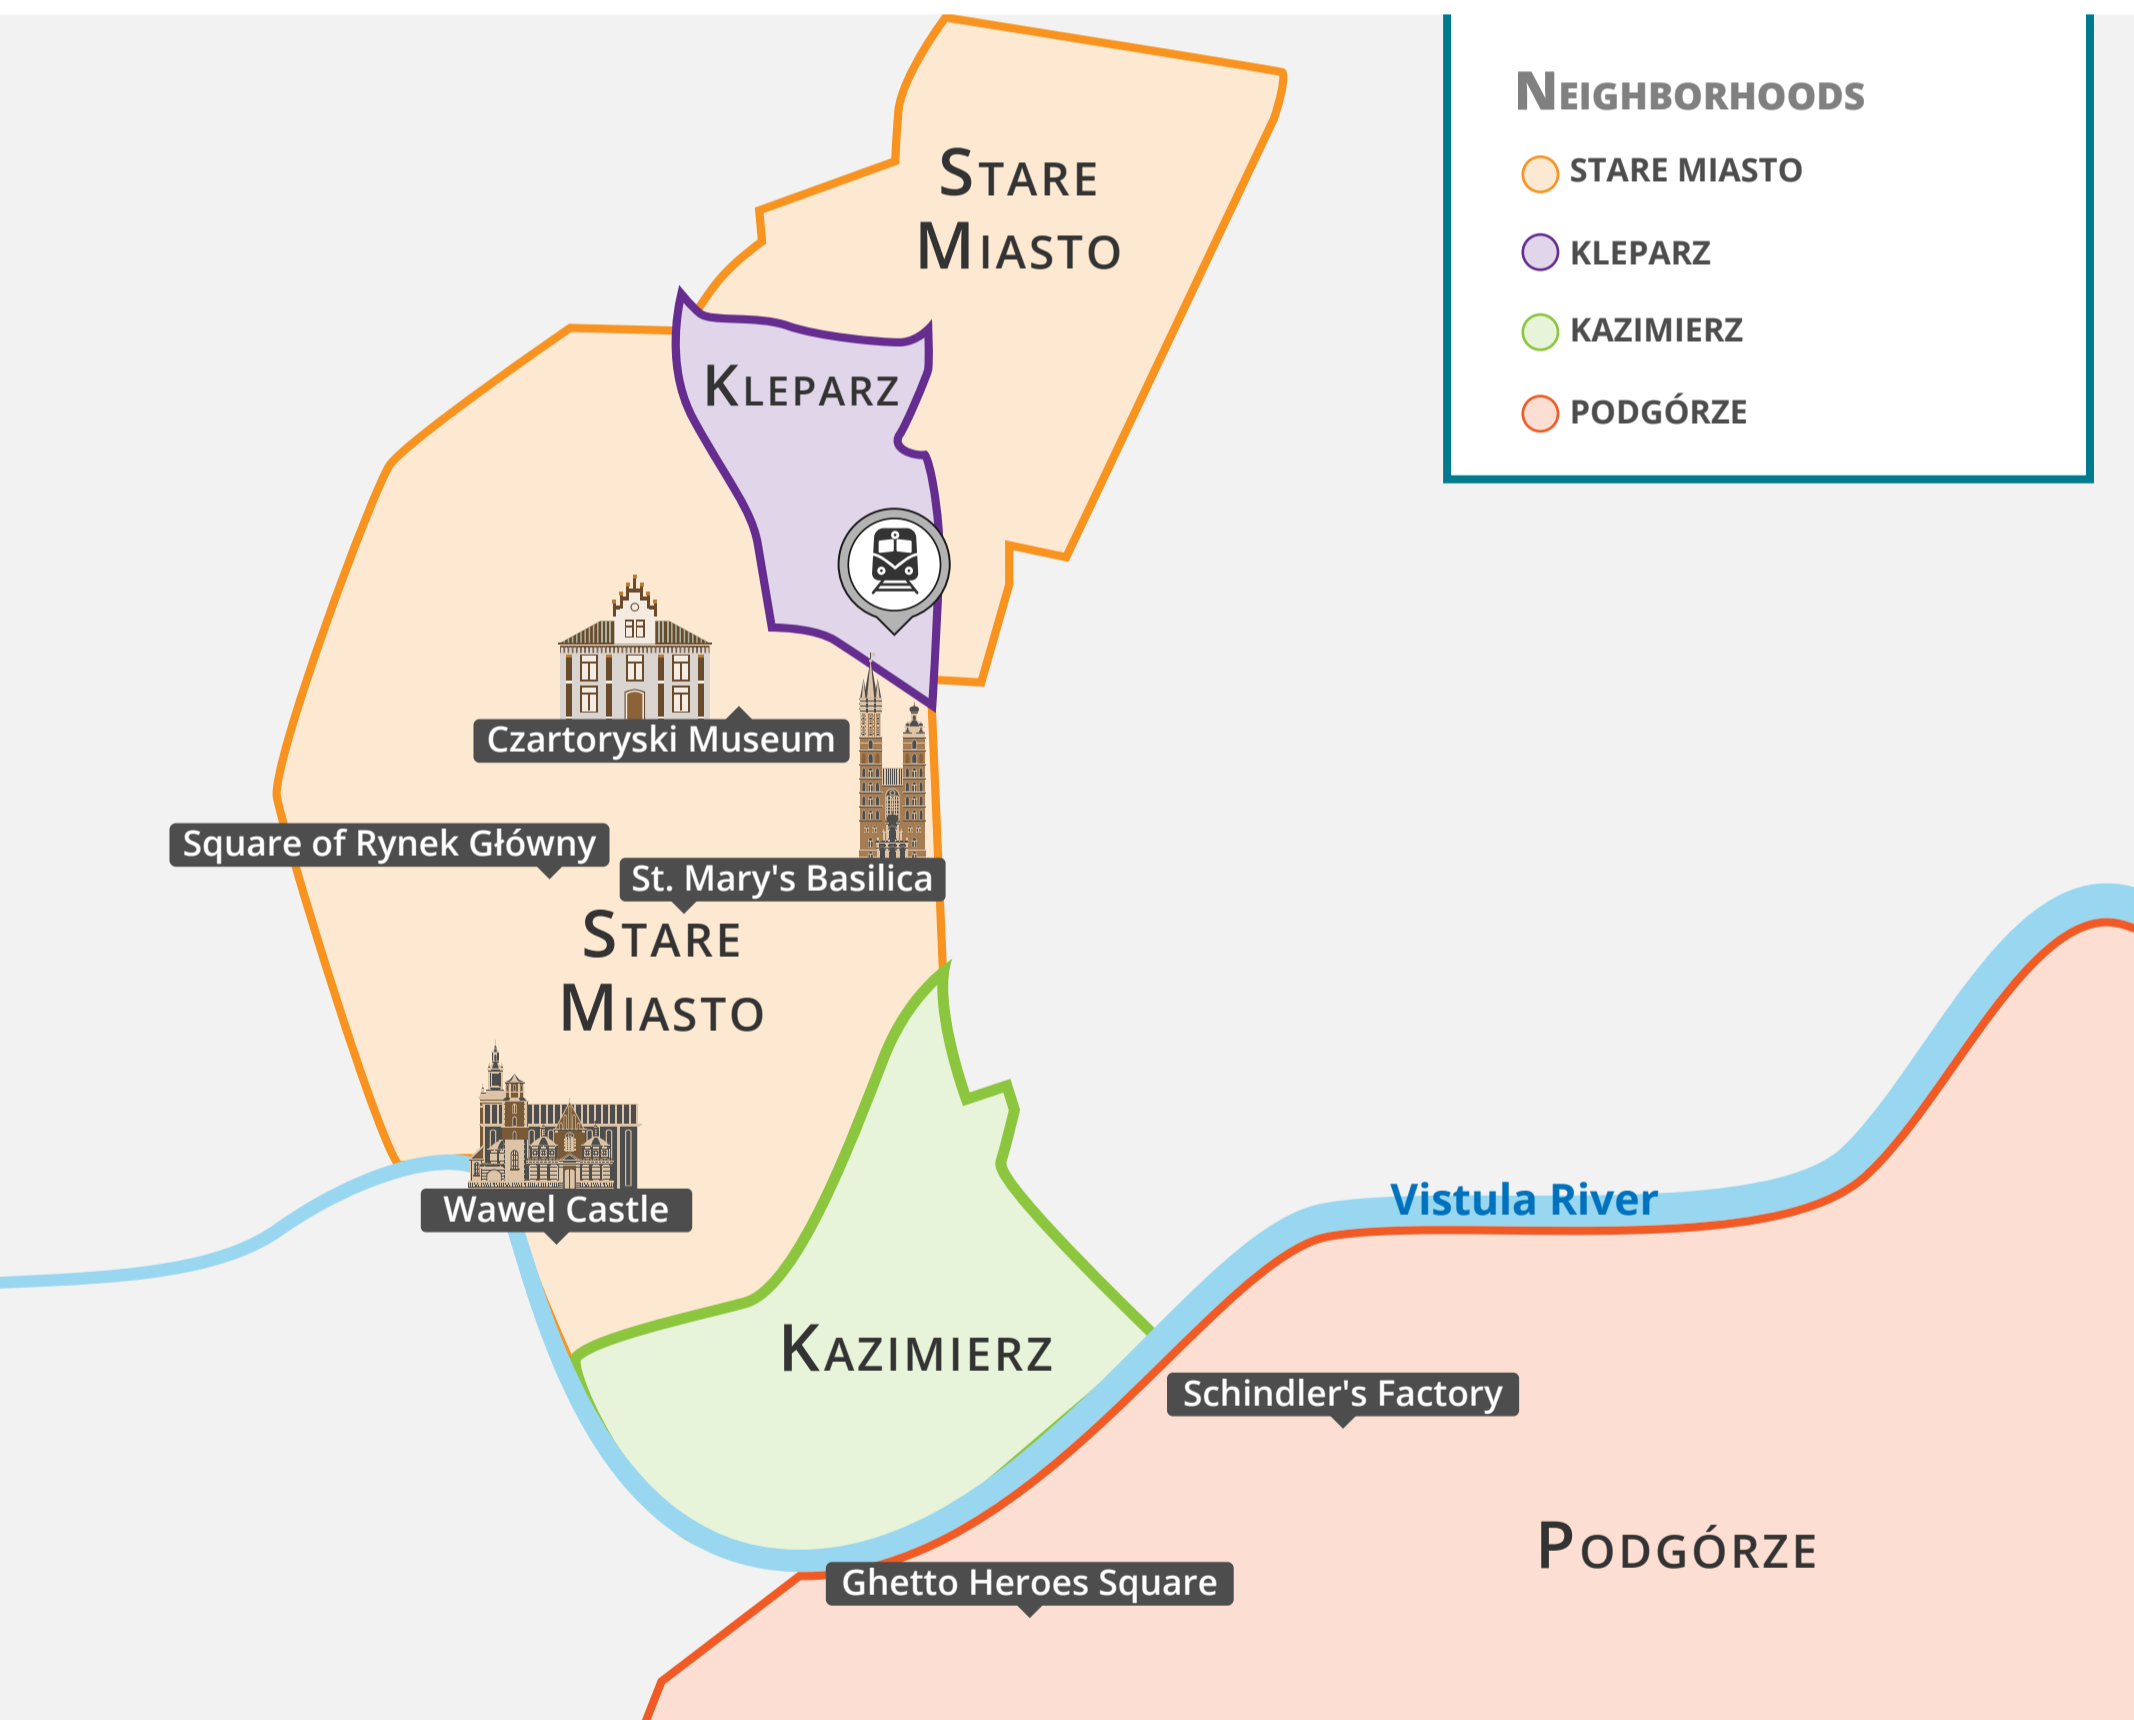 NEIGHBORHOODS
STARE MIASTO
KLEPARZ
KAZIMIERZ
PODGÓRZE
STARE
MIASTO
KLEPARZ
Czartoryski Museum
Square of Rynek Główny
St. Mary's Basilica
STARE
MIASTO
Wawel Castle
Vistula River
KAZIMIERZ
Schindler's Factory
PODGÓRZE
Ghetto Heroes Square